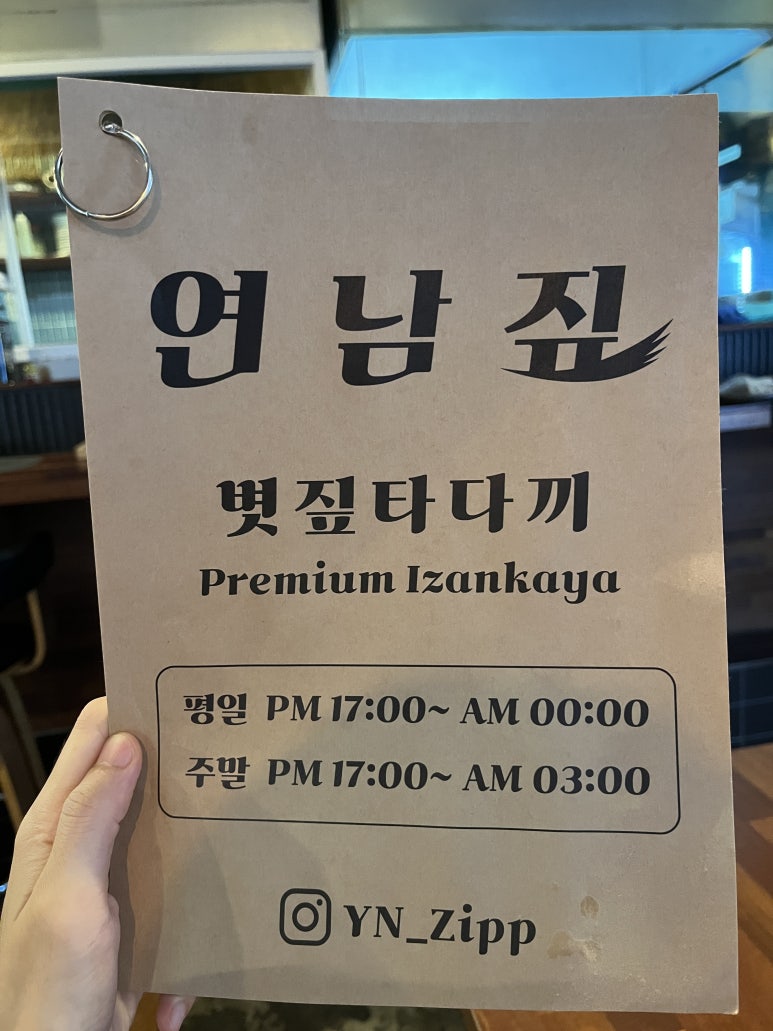 연남짚
볏짚타다끼
Premium Izankaya
평일 PM 17:00~ AM 00:00
주말 PM 17:00~ AM 03:00
YN_Zipp